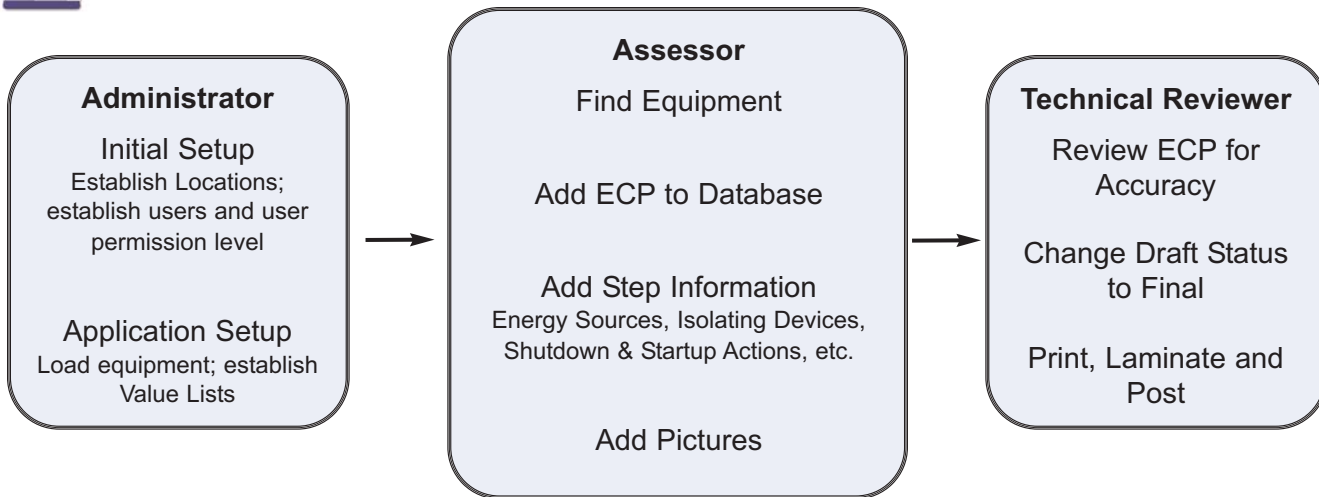 Administrator
Initial Setup
Establish Locations;
establish users and user
permission level
Application Setup
Load equipment; establish
Value Lists
Assessor
Find Equipment
Add ECP to Database
Add Step Information
Energy Sources, Isolating Devices,
Shutdown & Startup Actions, etc.
Add Pictures
Technical Reviewer
Review ECP for
Accuracy
Change Draft Status
to Final
Print, Laminate and
Post